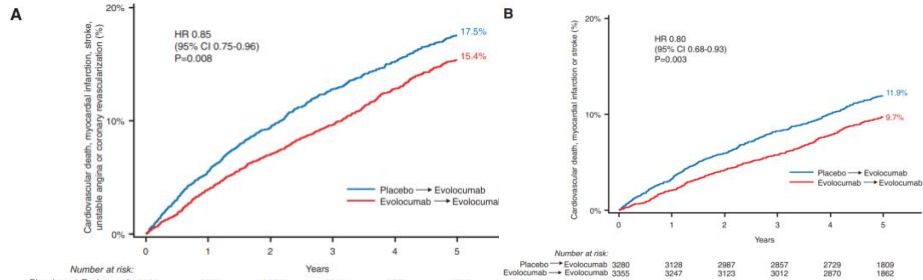 A
Cardiovascular death, myocardial infarction, stroke,
unstable angina or coronary revascularization (%)
20%
10%
0%
HR 0.85
(95% CI 0.75-0.96)
P=0.008
17.5%
15.4%
Placebo → Evolocumab
Evolocumab → Evolocumab
0 1 2 3 4 5
Years
Number at risk:
B
Cardiovascular death, myocardial infarction or stroke (%)
20%
10%
0%
HR 0.80
(95% CI 0.68-0.93)
P=0.003
11.9%
9.7%
Placebo → Evolocumab
Evolocumab → Evolocumab
0 1 2 3 4 5
Years
Number at risk:
Placebo → Evolocumab 3280 3128 2987 2857 2729 1809
Evolocumab → Evolocumab 3355 3247 3123 3012 2870 1862